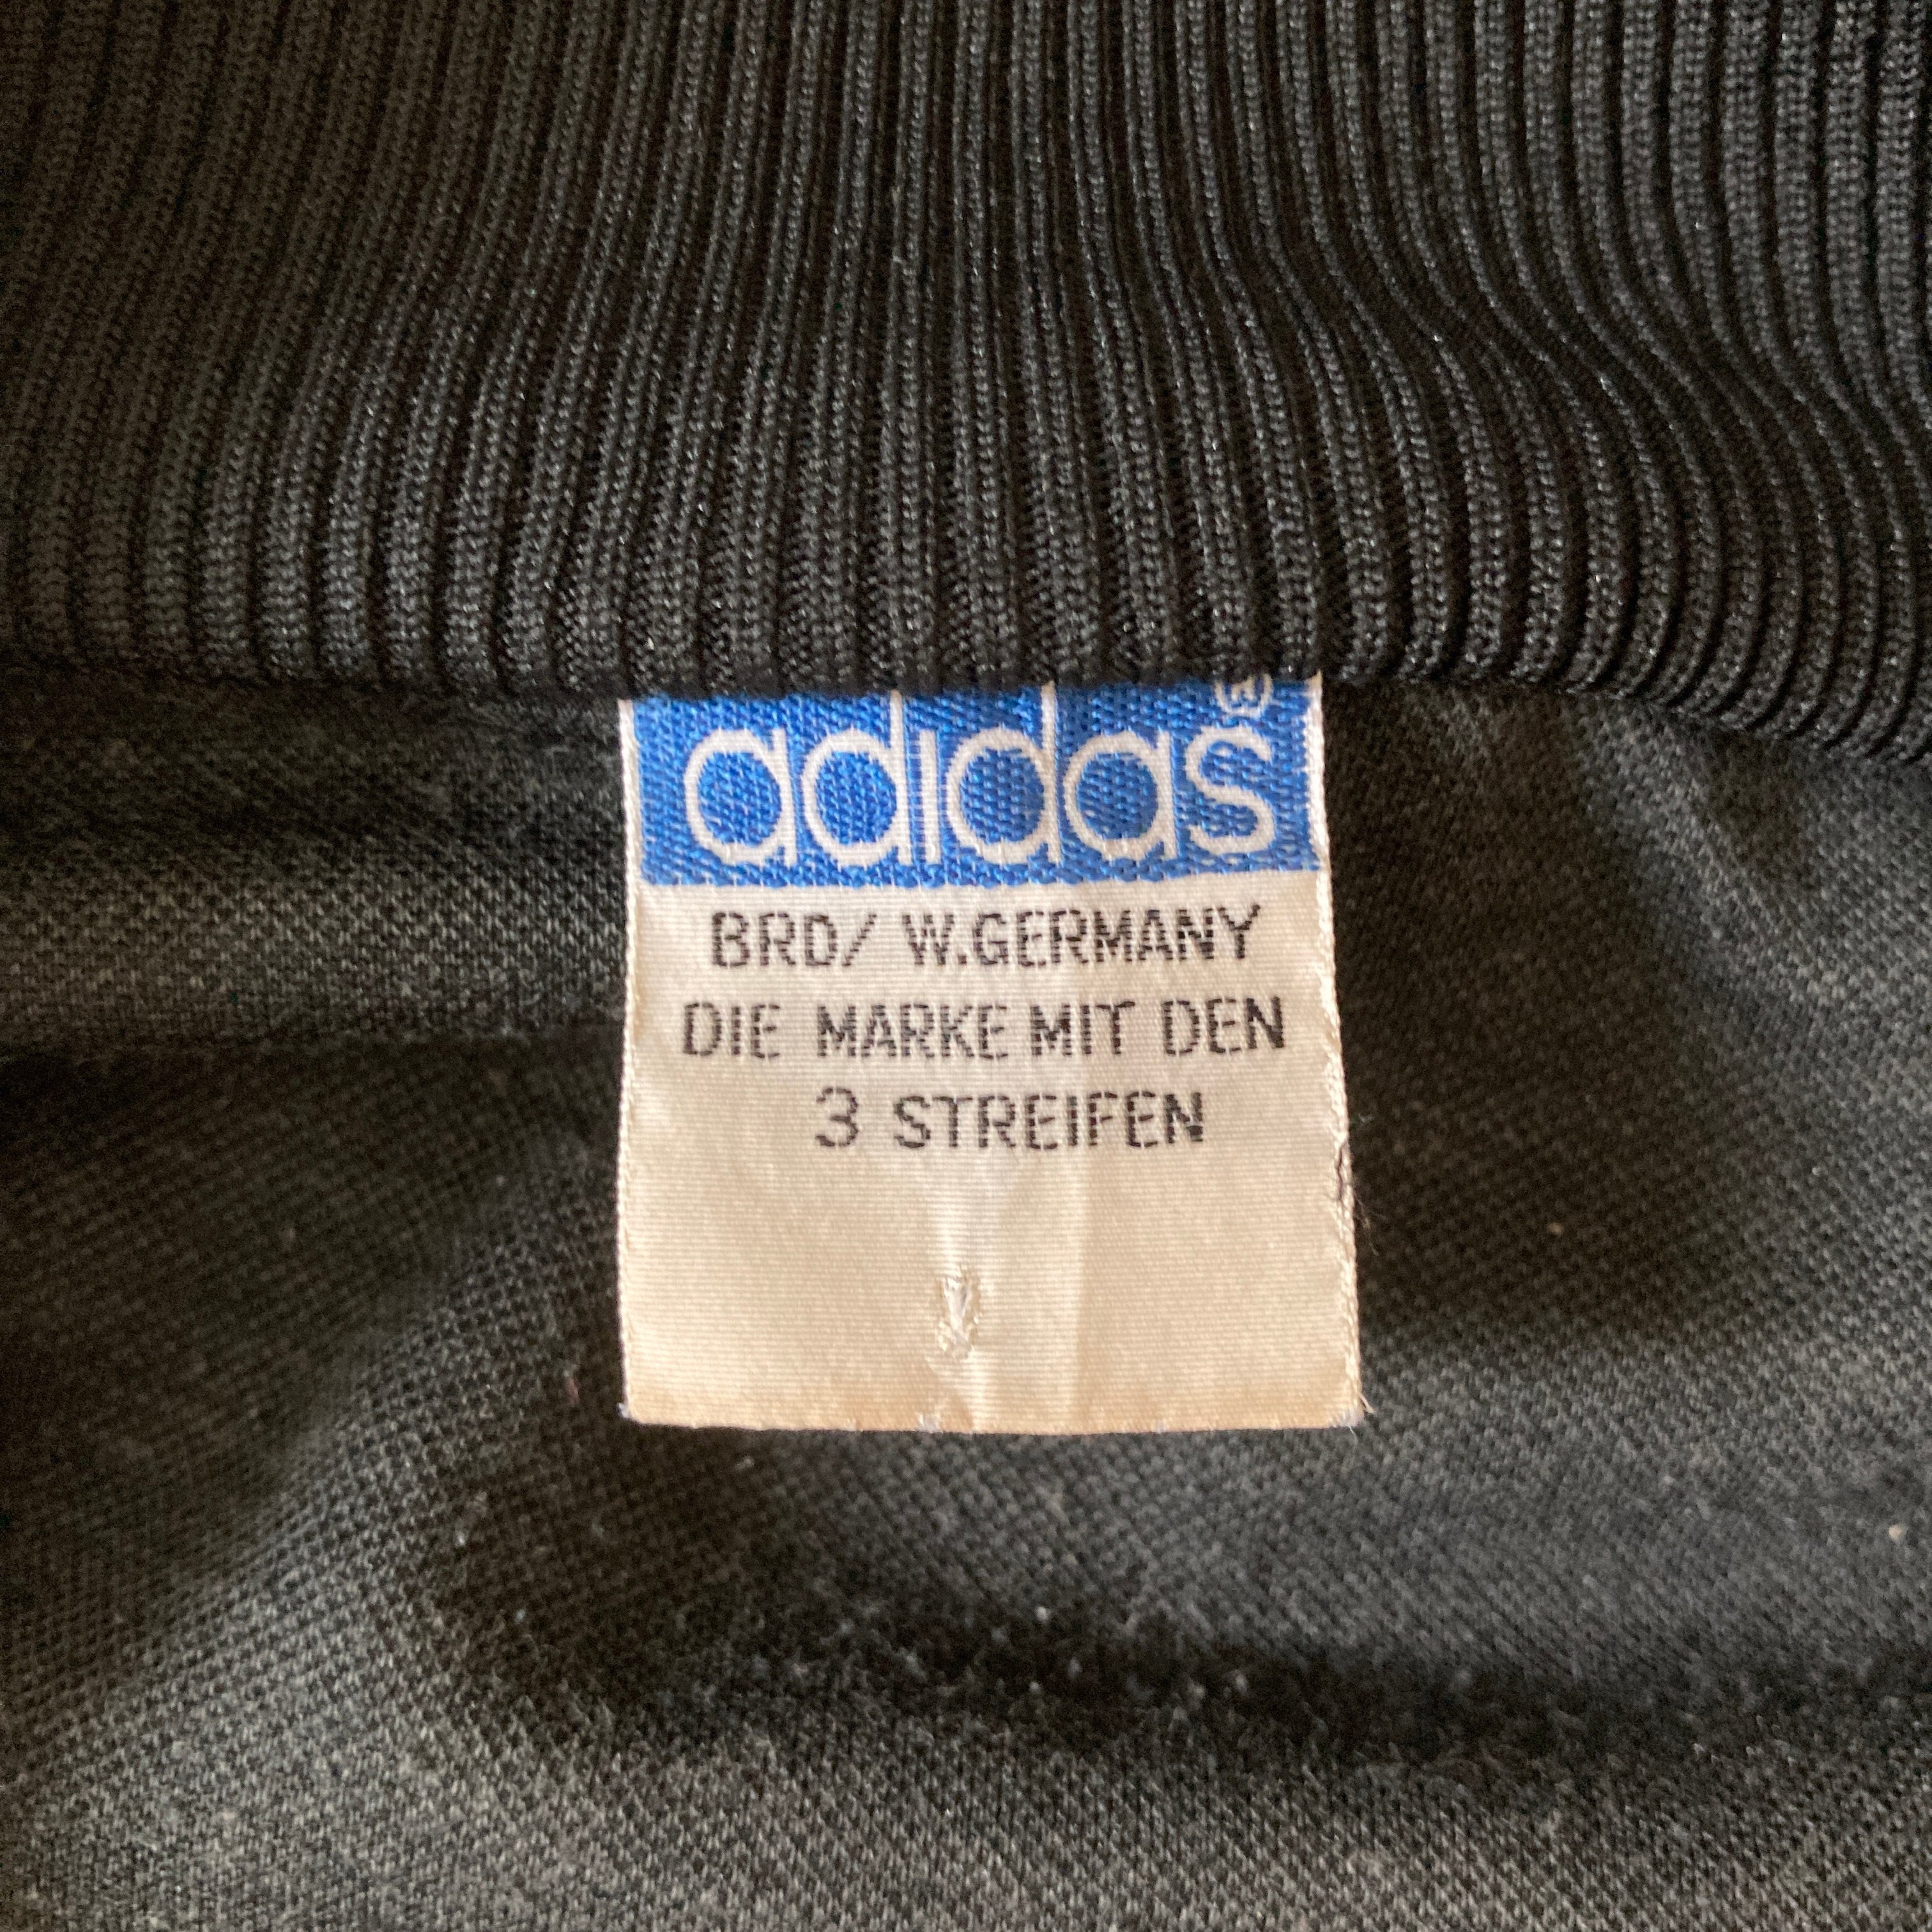 adidas®
BRD/ W.GERMANY
DIE MARKE MIT DEN
3 STREIFEN